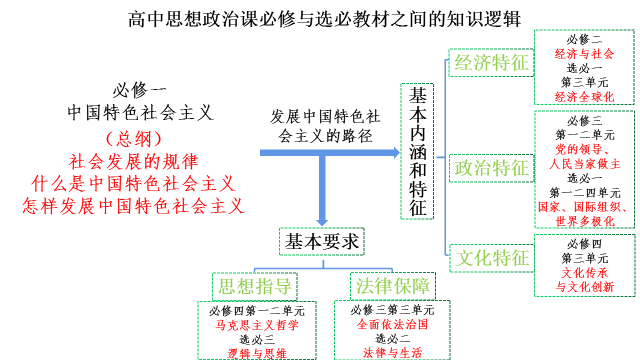 高中思想政治课必修与选必教材之间的知识逻辑
必修一
中国特色社会主义
（总纲）
社会发展的规律
什么是中国特色社会主义
怎样发展中国特色社会主义
发展中国特色社
会主义的路径
基本内涵和特征
经济特征
必修二
经济与社会
选必一
第三单元
经济全球化
政治特征
必修三
第一二单元
党的领导、
人民当家做主
选必一
第一二四单元
国家、国际组织、
世界多极化
文化特征
必修四
第三单元
文化传承
与文化创新
基本要求
思想指导
必修四第一二单元
马克思主义哲学
选必三
逻辑与思维
法律保障
必修三第三单元
全面依法治国
选必二
法律与生活